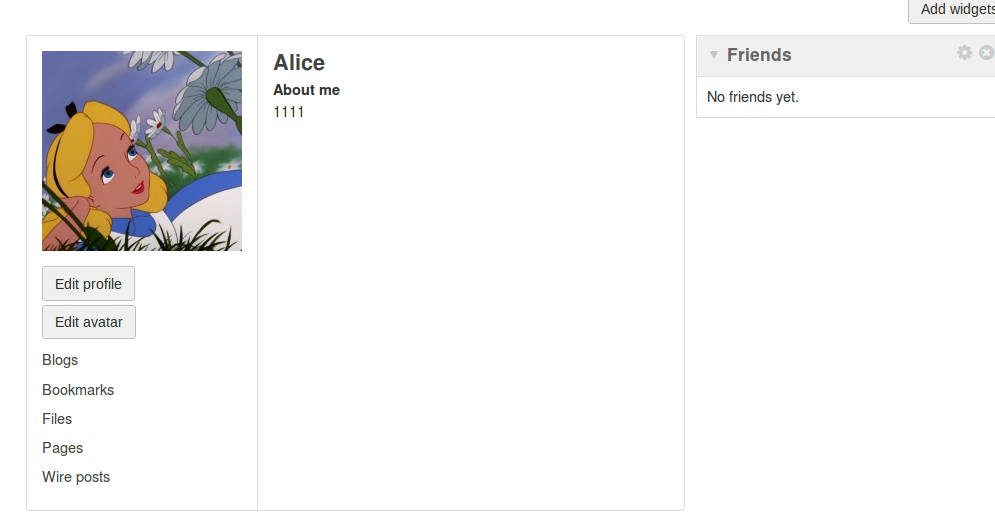 Add widgets
Alice
About me
1111
Edit profile
Edit avatar
Blogs
Bookmarks
Files
Pages
Wire posts
Friends
No friends yet.